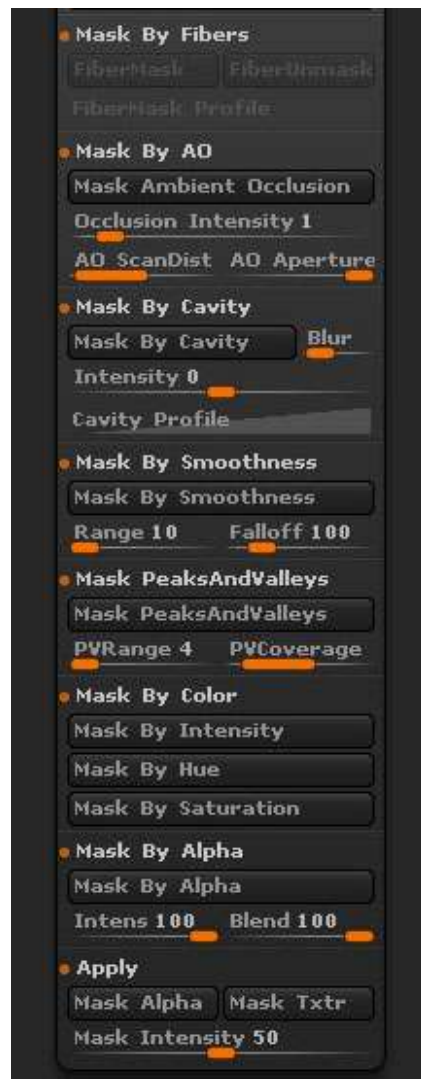 Mask By Fibers
FiberMask FiberUnmask
FiberMask Profile
Mask By AO
Mask Ambient Occlusion
Occlusion Intensity 1
AO ScanDist AO Aperture
Mask By Cavity
Mask By Cavity Blur
Intensity 0
Cavity Profile
Mask By Smoothness
Mask By Smoothness
Range 10 Falloff 100
Mask PeaksAndValleys
Mask PeaksAndValleys
PVRange 4 PVCoverage
Mask By Color
Mask By Intensity
Mask By Hue
Mask By Saturation
Mask By Alpha
Mask By Alpha
Intens 100 Blend 100
Apply
Mask Alpha Mask Txtr
Mask Intensity 50